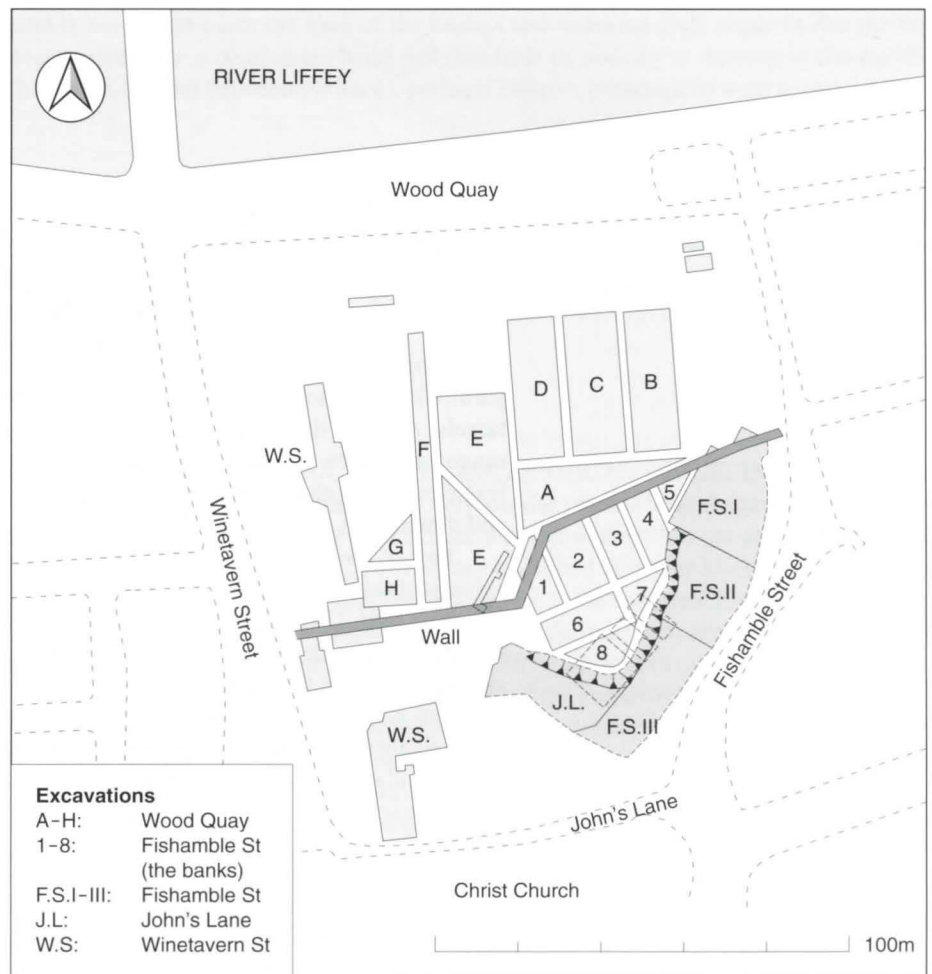 RIVER LIFFEY
Wood Quay
D
C
B
E
F
W.S.
A
5
F.S.I
4
3
G
2
E
H
1
7
F.S.II
6
Wall
8
Winetavern Street
Fishamble Street
J.L.
F.S.III
W.S.
John's Lane
Christ Church
Excavations
A-H: Wood Quay
1-8: Fishamble St
(the banks)
F.S.I-III: Fishamble St
J.L: John's Lane
W.S: Winetavern St
100m